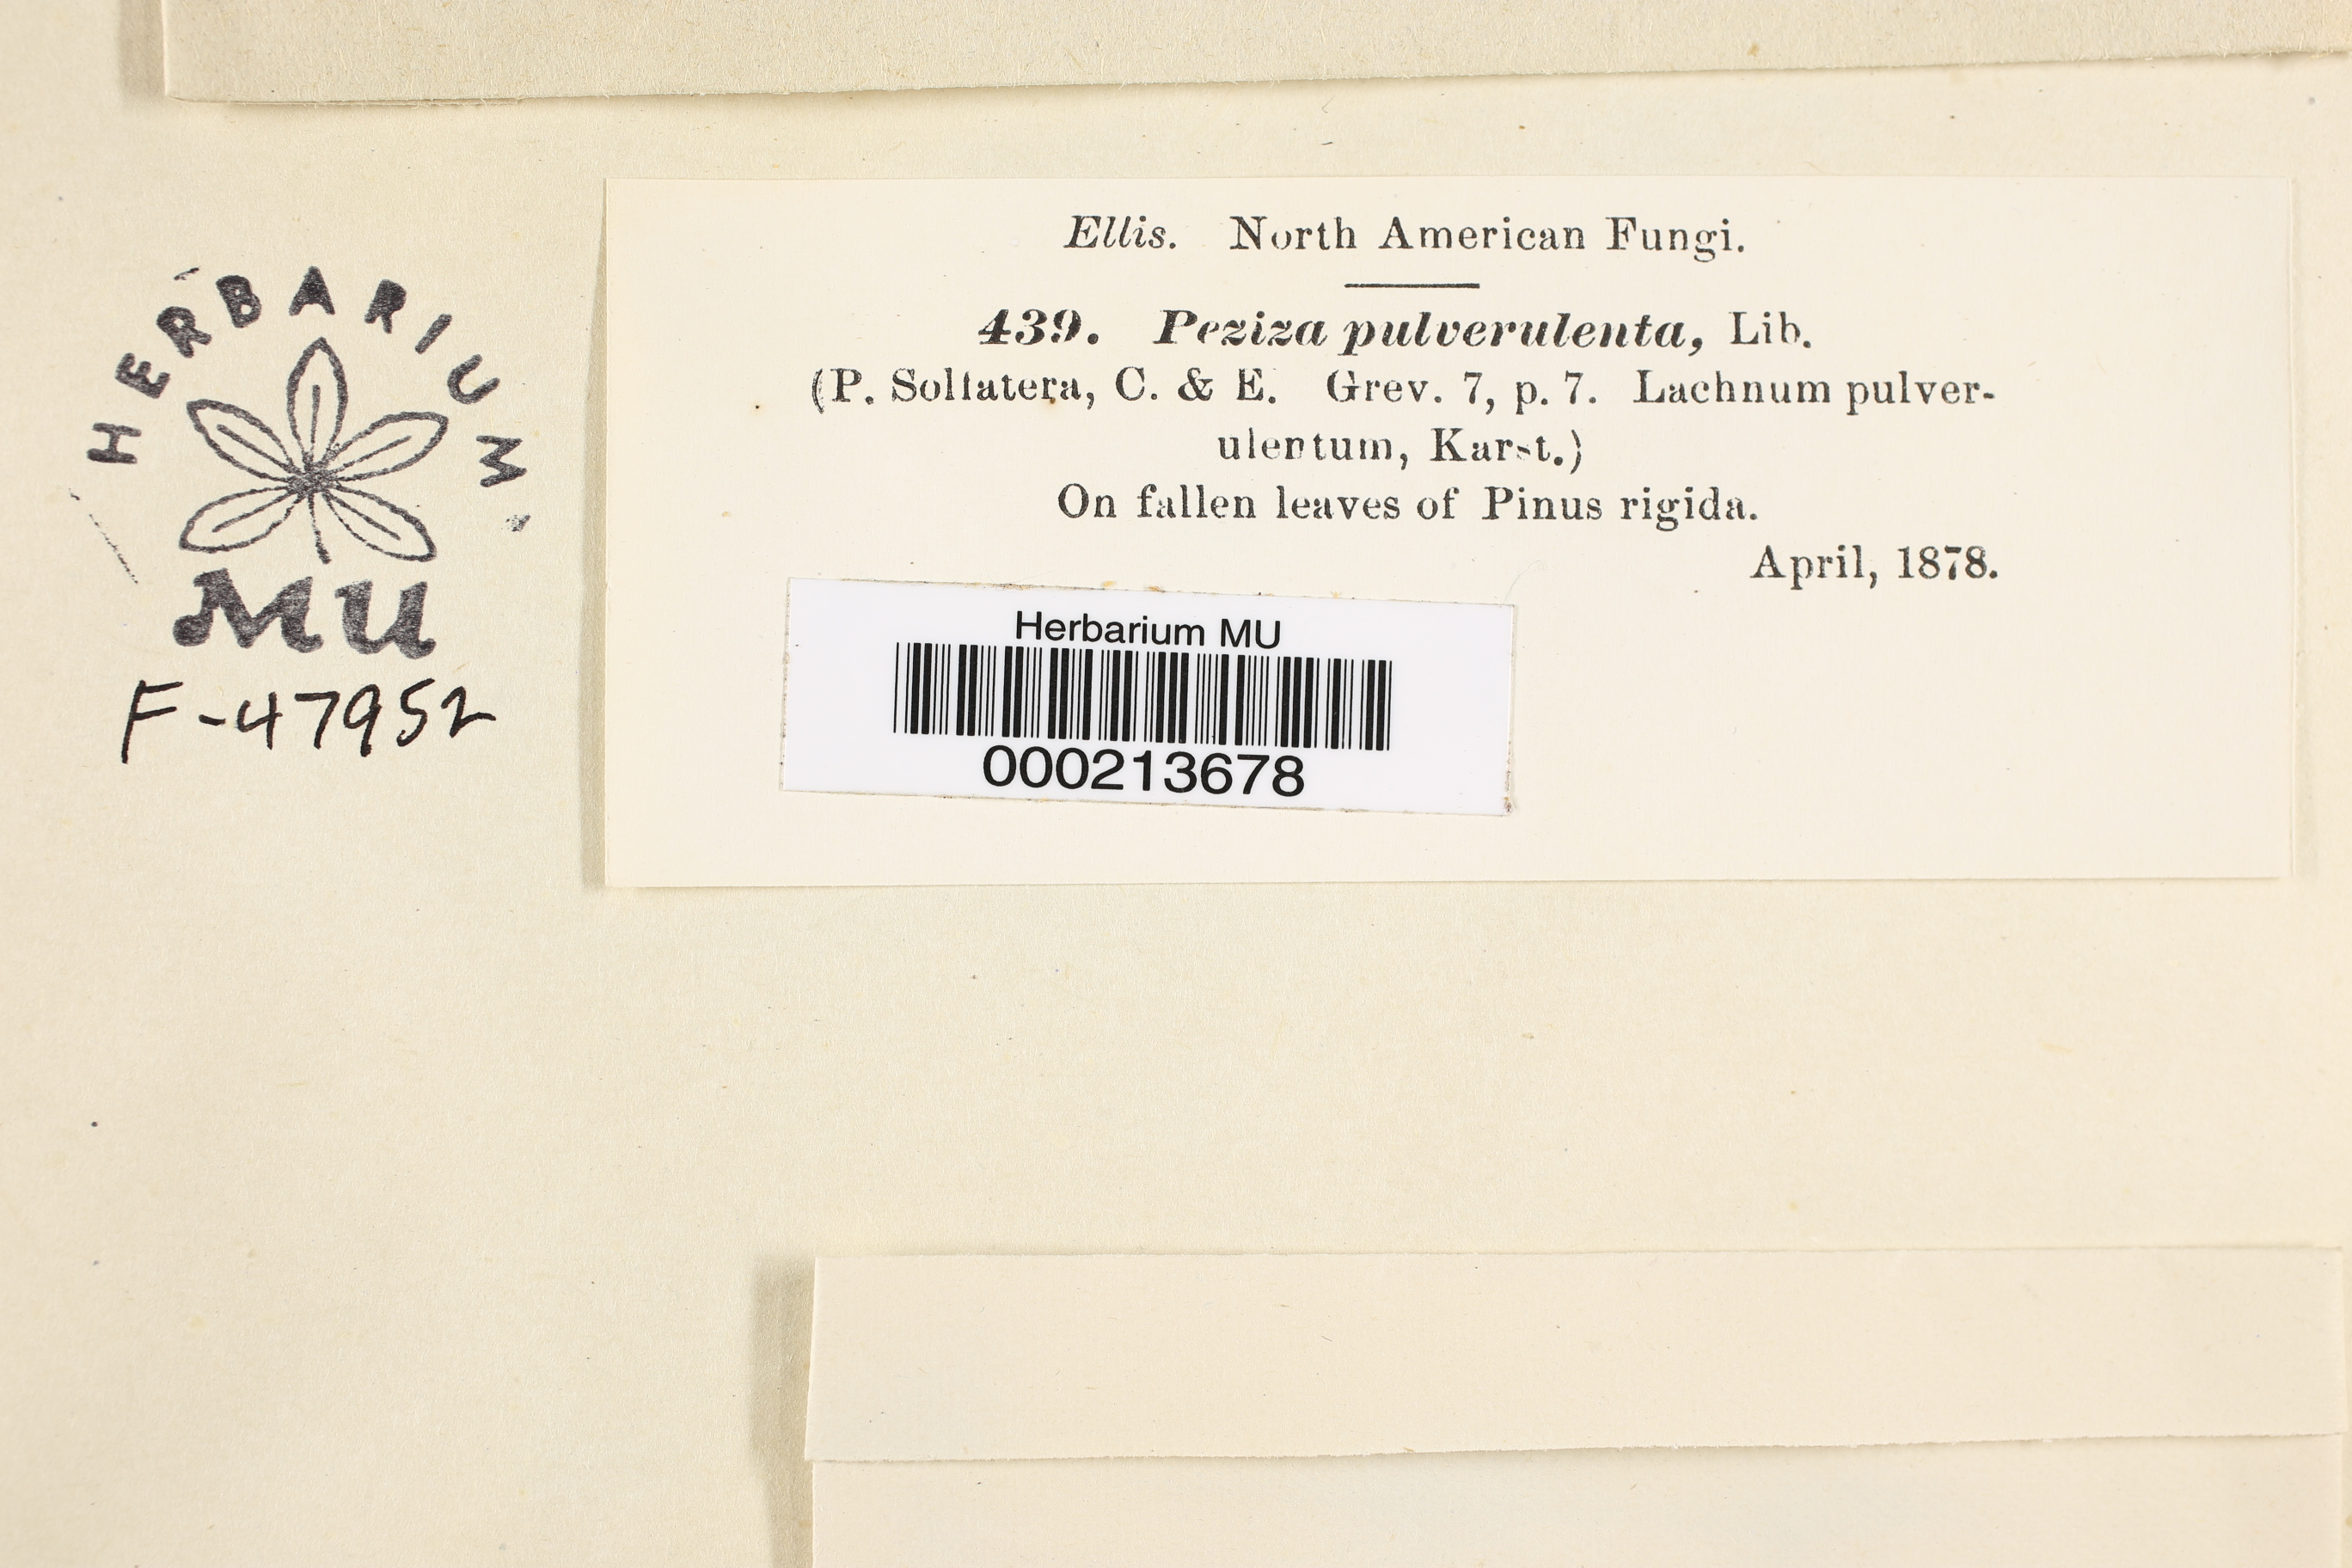 Ellis. North American Fungi.
439. Peziza pulverulenta, Lib.
(P. Solfatera, C. & E. Grev. 7, p. 7. Lachnum pulver-
ulentum, Karst.)
On fallen leaves of Pinus rigida.
April, 1878.
Herbarium MU
000213678
HERBARIUM
MU
F-47952